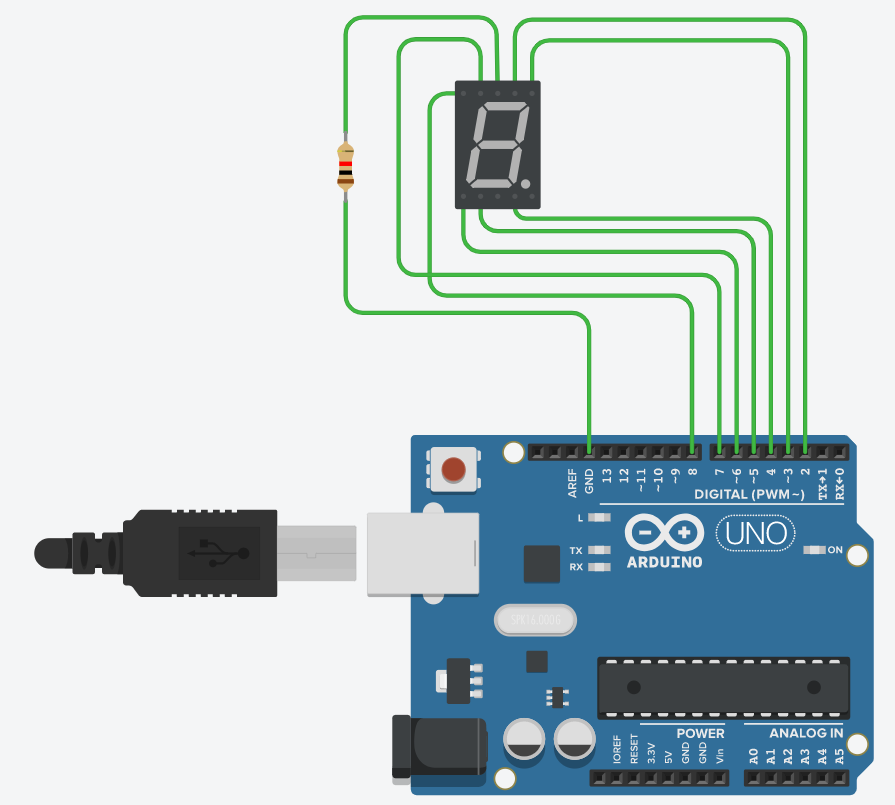 AREF
GND
13
12
~11
~10
~9
8
7
~6
~5
4
~3
2
TX→1
RX←0
DIGITAL (PWM~)
L
TX
RX
UNO
ON
ARDUINO
SPK16.000G
POWER
ANALOG IN
IOREF
RESET
3.3V
5V
GND
GND
Vin
A0
A1
A2
A3
A4
A5